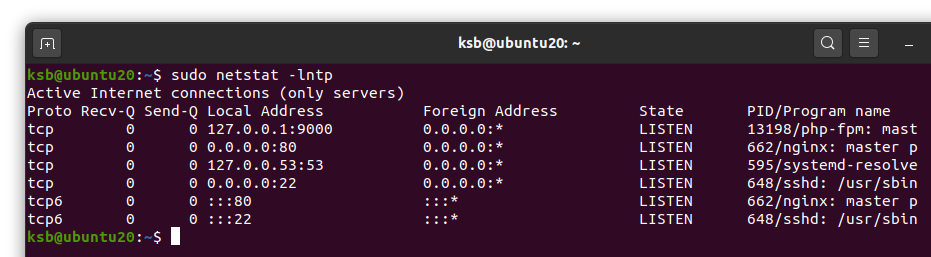 ksb@ubuntu20: ~
ksb@ubuntu20:~$ sudo netstat -lntp
Active Internet connections (only servers)
Proto Recv-Q Send-Q Local Address           Foreign Address         State       PID/Program name
tcp        0      0 127.0.0.1:9000          0.0.0.0:*               LISTEN      13198/php-fpm: mast
tcp        0      0 0.0.0.0:80              0.0.0.0:*               LISTEN      662/nginx: master p
tcp        0      0 127.0.0.53:53           0.0.0.0:*               LISTEN      595/systemd-resolve
tcp        0      0 0.0.0.0:22              0.0.0.0:*               LISTEN      648/sshd: /usr/sbin
tcp6       0      0 :::80                   :::*                    LISTEN      662/nginx: master p
tcp6       0      0 :::22                   :::*                    LISTEN      648/sshd: /usr/sbin
ksb@ubuntu20:~$